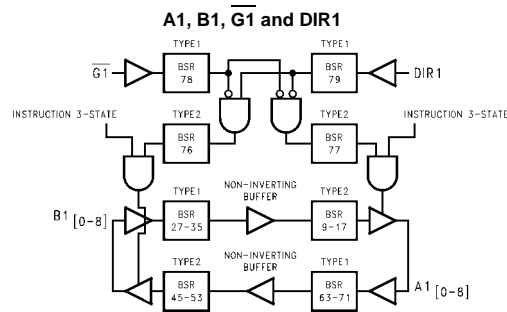 A1, B1, G1 and DIR1
TYPE1
TYPE1
G1
BSR
78
BSR
79
DIR1
INSTRUCTION 3-STATE
TYPE2
TYPE2
INSTRUCTION 3-STATE
BSR
76
BSR
77
TYPE1
NON-INVERTING
BUFFER
TYPE2
B1 [0-8]
BSR
27-35
BSR
9-17
TYPE2
NON-INVERTING
BUFFER
TYPE1
BSR
45-53
BSR
63-71
A1 [0-8]